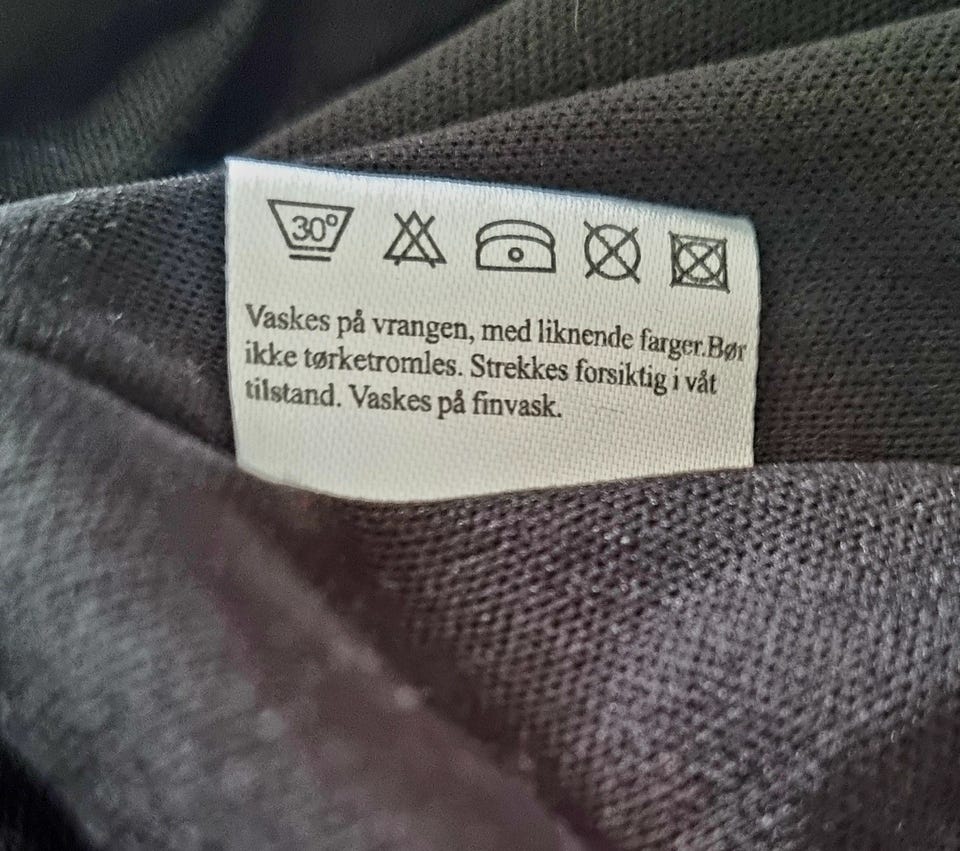 30°
Vaskes på vrangen, med liknende farger.Bør
ikke tørketromles. Strekkes forsiktig i våt
tilstand. Vaskes på finvask.